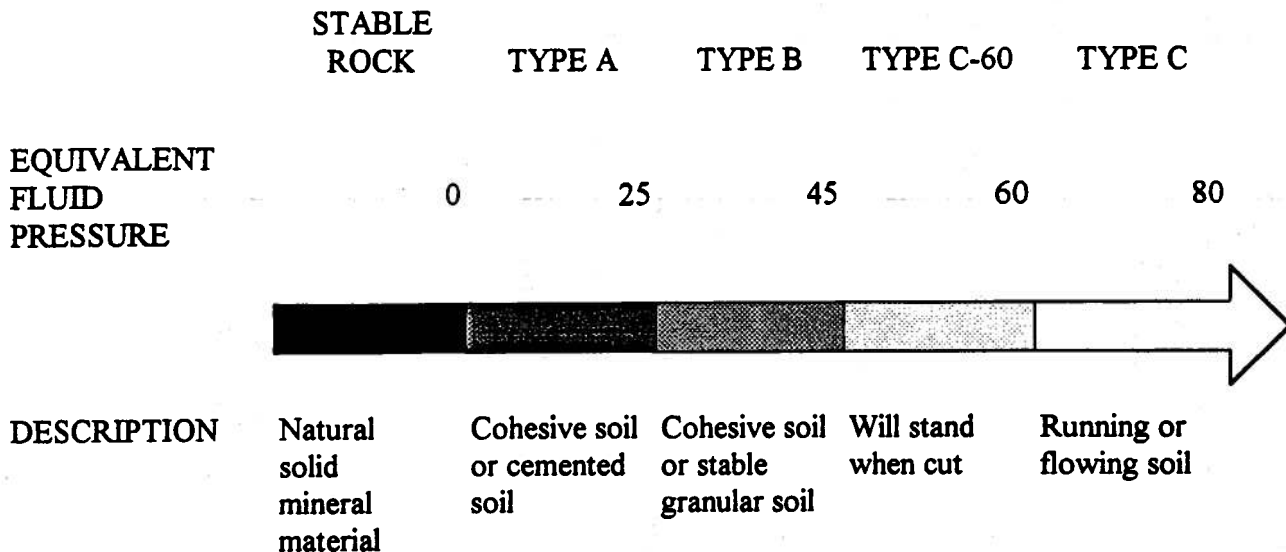 STABLE
ROCK
TYPE A
TYPE B
TYPE C-60
TYPE C
EQUIVALENT
FLUID
PRESSURE
0
25
45
60
80
DESCRIPTION
Natural
solid
mineral
material
Cohesive soil
or cemented
soil
Cohesive soil
or stable
granular soil
Will stand
when cut
Running or
flowing soil